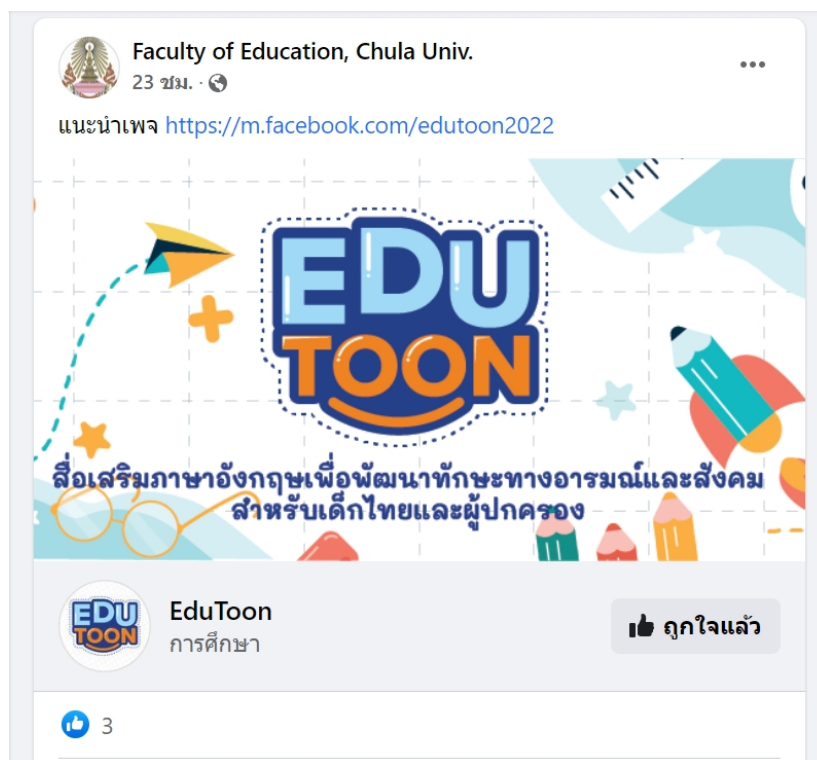 Faculty of Education, Chula Univ.
23 ชม. ·
แนะนำเพจ https://m.facebook.com/edutoon2022
EDU
TOON
สื่อเสริมภาษาอังกฤษเพื่อพัฒนาทักษะทางอารมณ์และสังคม
สำหรับเด็กไทยและผู้ปกครอง
EDU
TOON
EduToon
การศึกษา
ถูกใจแล้ว
3